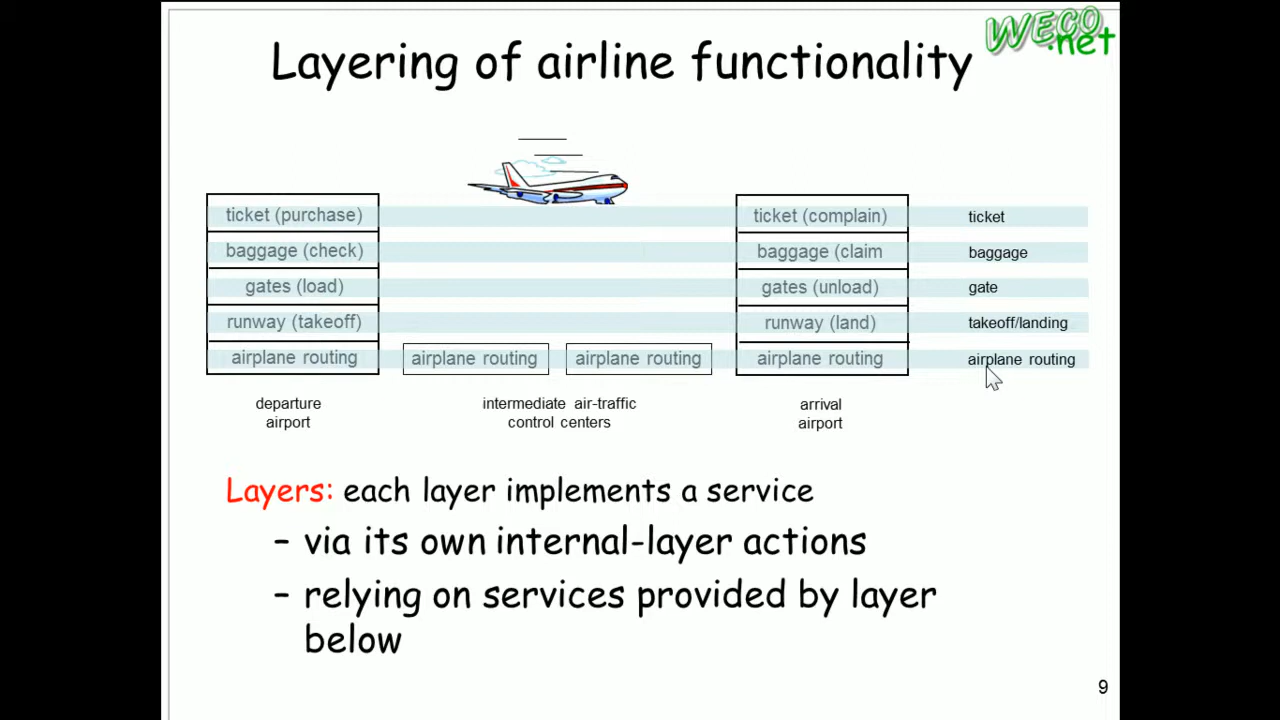 WECO
.net
Layering of airline functionality
ticket (purchase)
baggage (check)
gates (load)
runway (takeoff)
airplane routing
airplane routing
airplane routing
ticket (complain)
baggage (claim
gates (unload)
runway (land)
airplane routing
ticket
baggage
gate
takeoff/landing
airplane routing
departure
airport
intermediate air-traffic
control centers
arrival
airport
Layers: each layer implements a service
– via its own internal-layer actions
– relying on services provided by layer
below
9